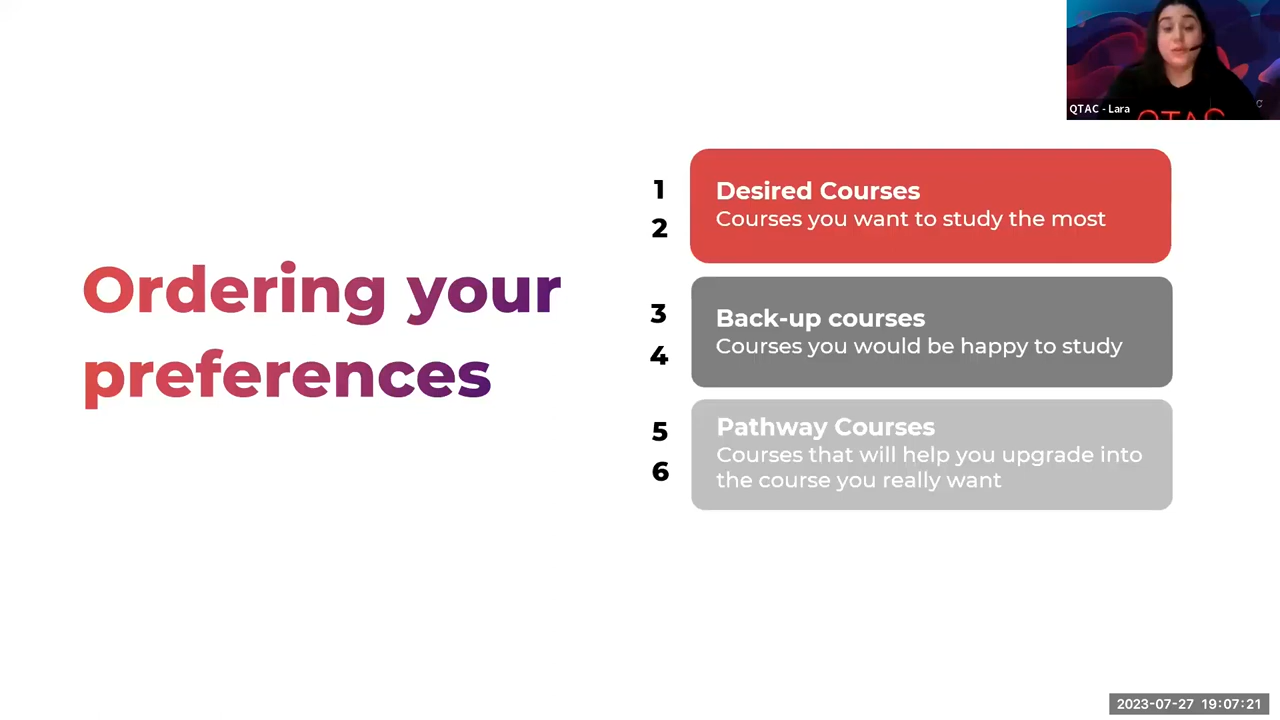 QTAC - Lara
QTAC
Ordering your
preferences
1
2
Desired Courses
Courses you want to study the most
3
4
Back-up courses
Courses you would be happy to study
5
6
Pathway Courses
Courses that will help you upgrade into
the course you really want
2023-07-27 19:07:21